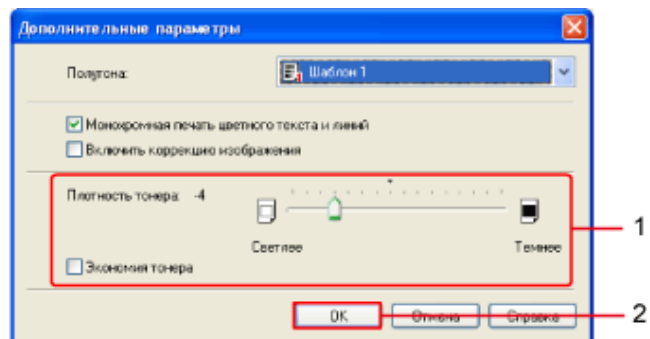 Дополнительные параметры
Полутона: Шаблон 1
Монохромная печать цветного текста и линий
Включить коррекцию изображения
Плотность тонера: -4
Светлее Темнее
1
Экономия тонера
OK Отмена Справка
2